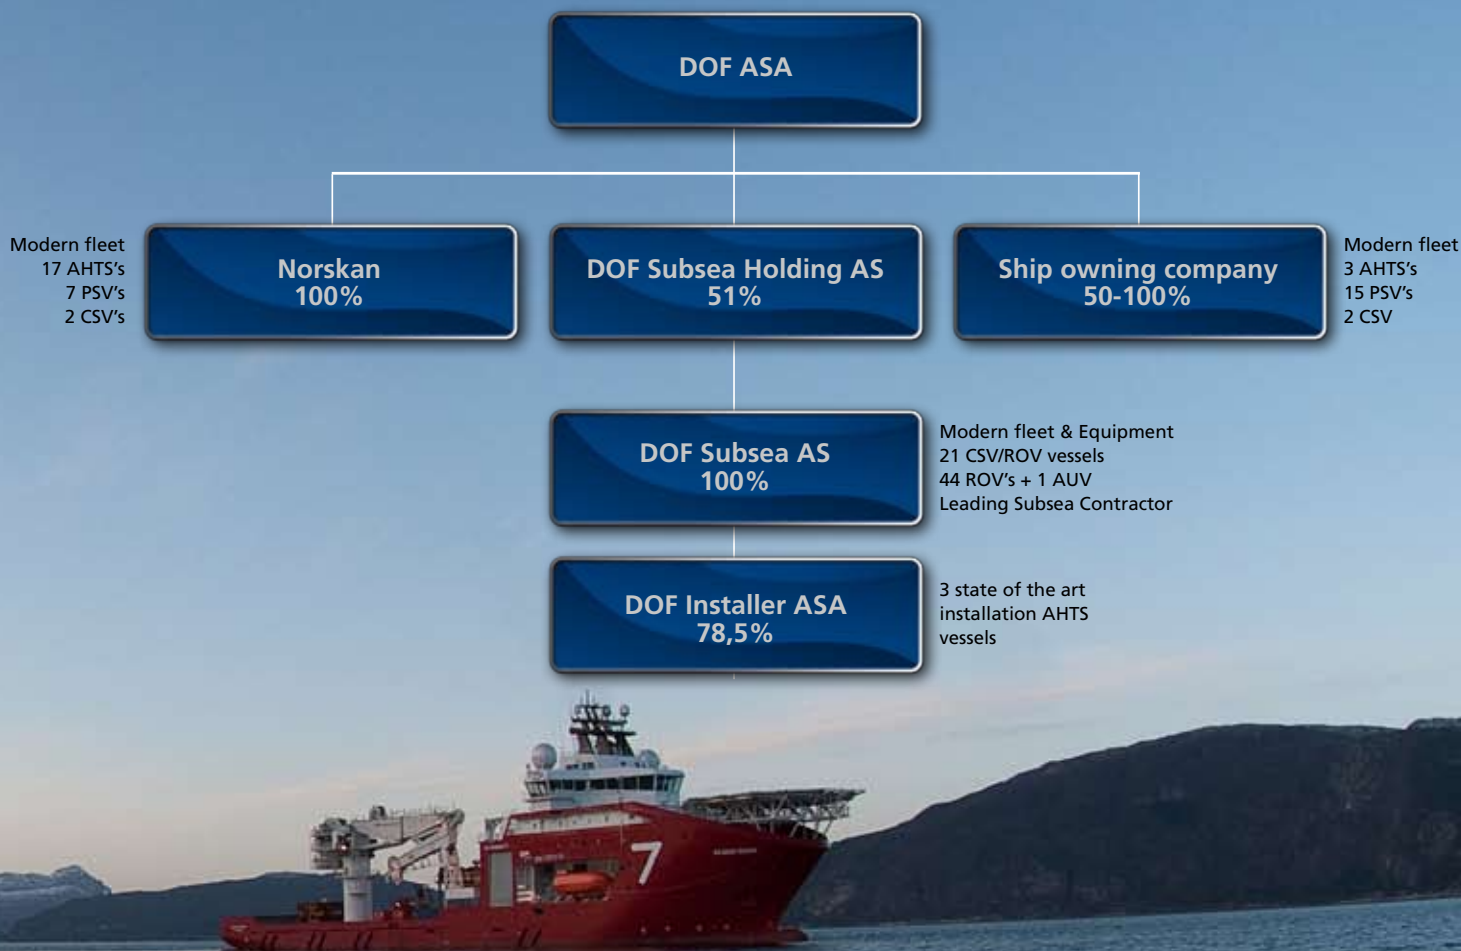 DOF ASA
Modern fleet
17 AHTS's
7 PSV's
2 CSV's
Norskan
100%
DOF Subsea Holding AS
51%
Ship owning company
50-100%
Modern fleet
3 AHTS's
15 PSV's
2 CSV
DOF Subsea AS
100%
Modern fleet & Equipment
21 CSV/ROV vessels
44 ROV's + 1 AUV
Leading Subsea Contractor
DOF Installer ASA
78,5%
3 state of the art
installation AHTS
vessels
7